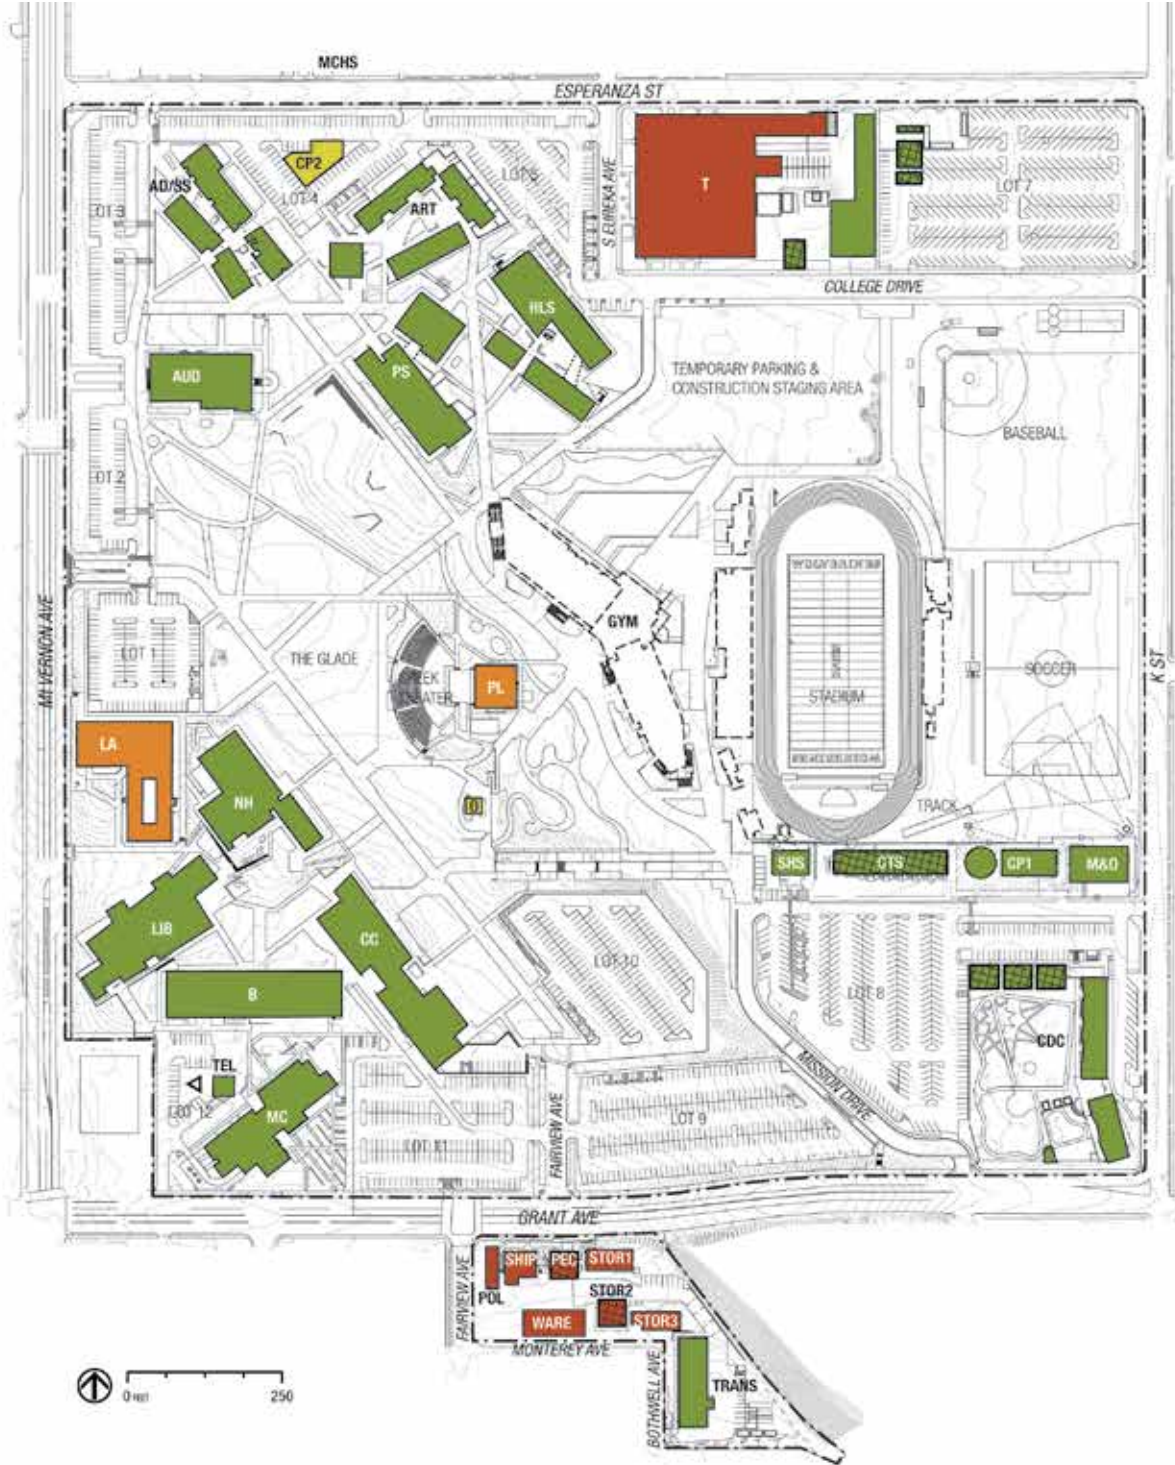 MCHS
ESPERANZA ST
CP2
AD/SS
LOT 4
LOT 5
S EUREKA AVE
T
LOT 7
LOT 3
ART
COLLEGE DRIVE
HLS
AUD
PS
TEMPORARY PARKING &
CONSTRUCTION STAGING AREA
BASEBALL
LOT 2
MT VERNON AVE
GYM
LOT 1
THE GLADE
GREEK
THEATER
PL
STADIUM
SOCCER
K ST
LA
NH
TRACK
SHS
CTS
CP1
M&O
LIB
CC
LOT 10
B
LOT 8
CDC
TEL
LOT 12
MC
MISSION DRIVE
LOT 11
FAIRVIEW AVE
LOT 9
GRANT AVE
FAIRVIEW AVE
SHIP
PEC
STOR1
POL
STOR2
WARE
STOR3
MONTEREY AVE
BOTHWELL AVE
TRANS
0 FEET
250